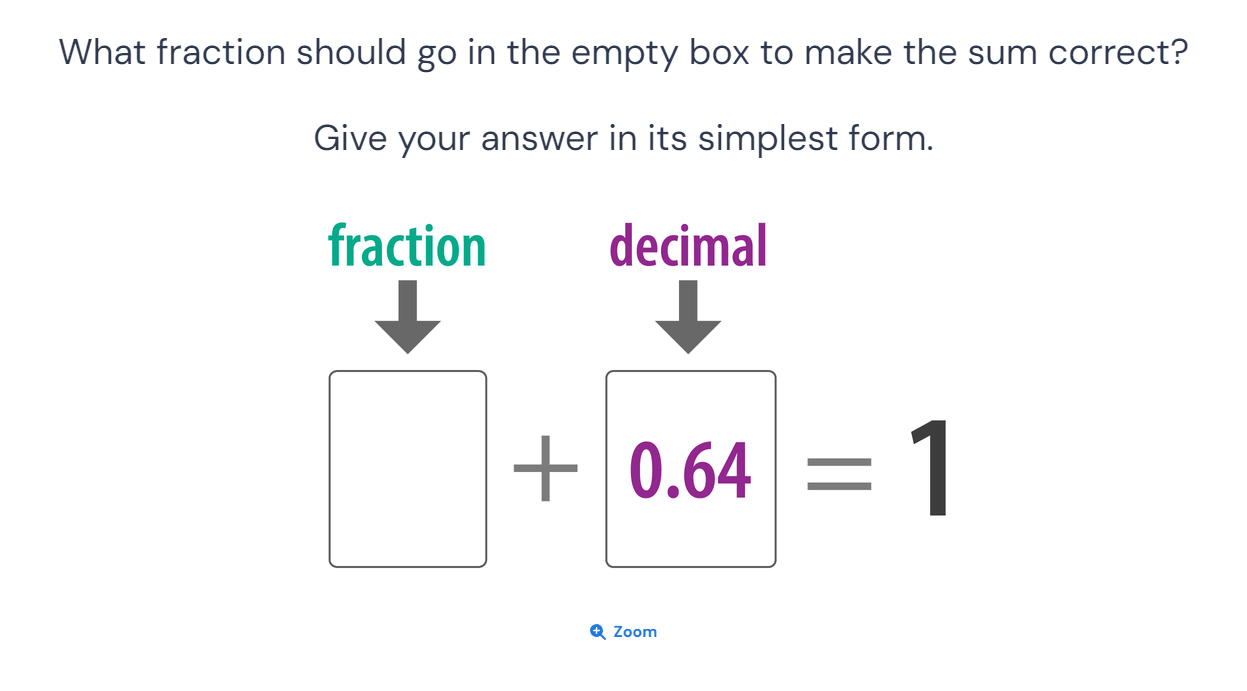 What fraction should go in the empty box to make the sum correct?
Give your answer in its simplest form.
fraction decimal
+ 0.64 = 1
Zoom